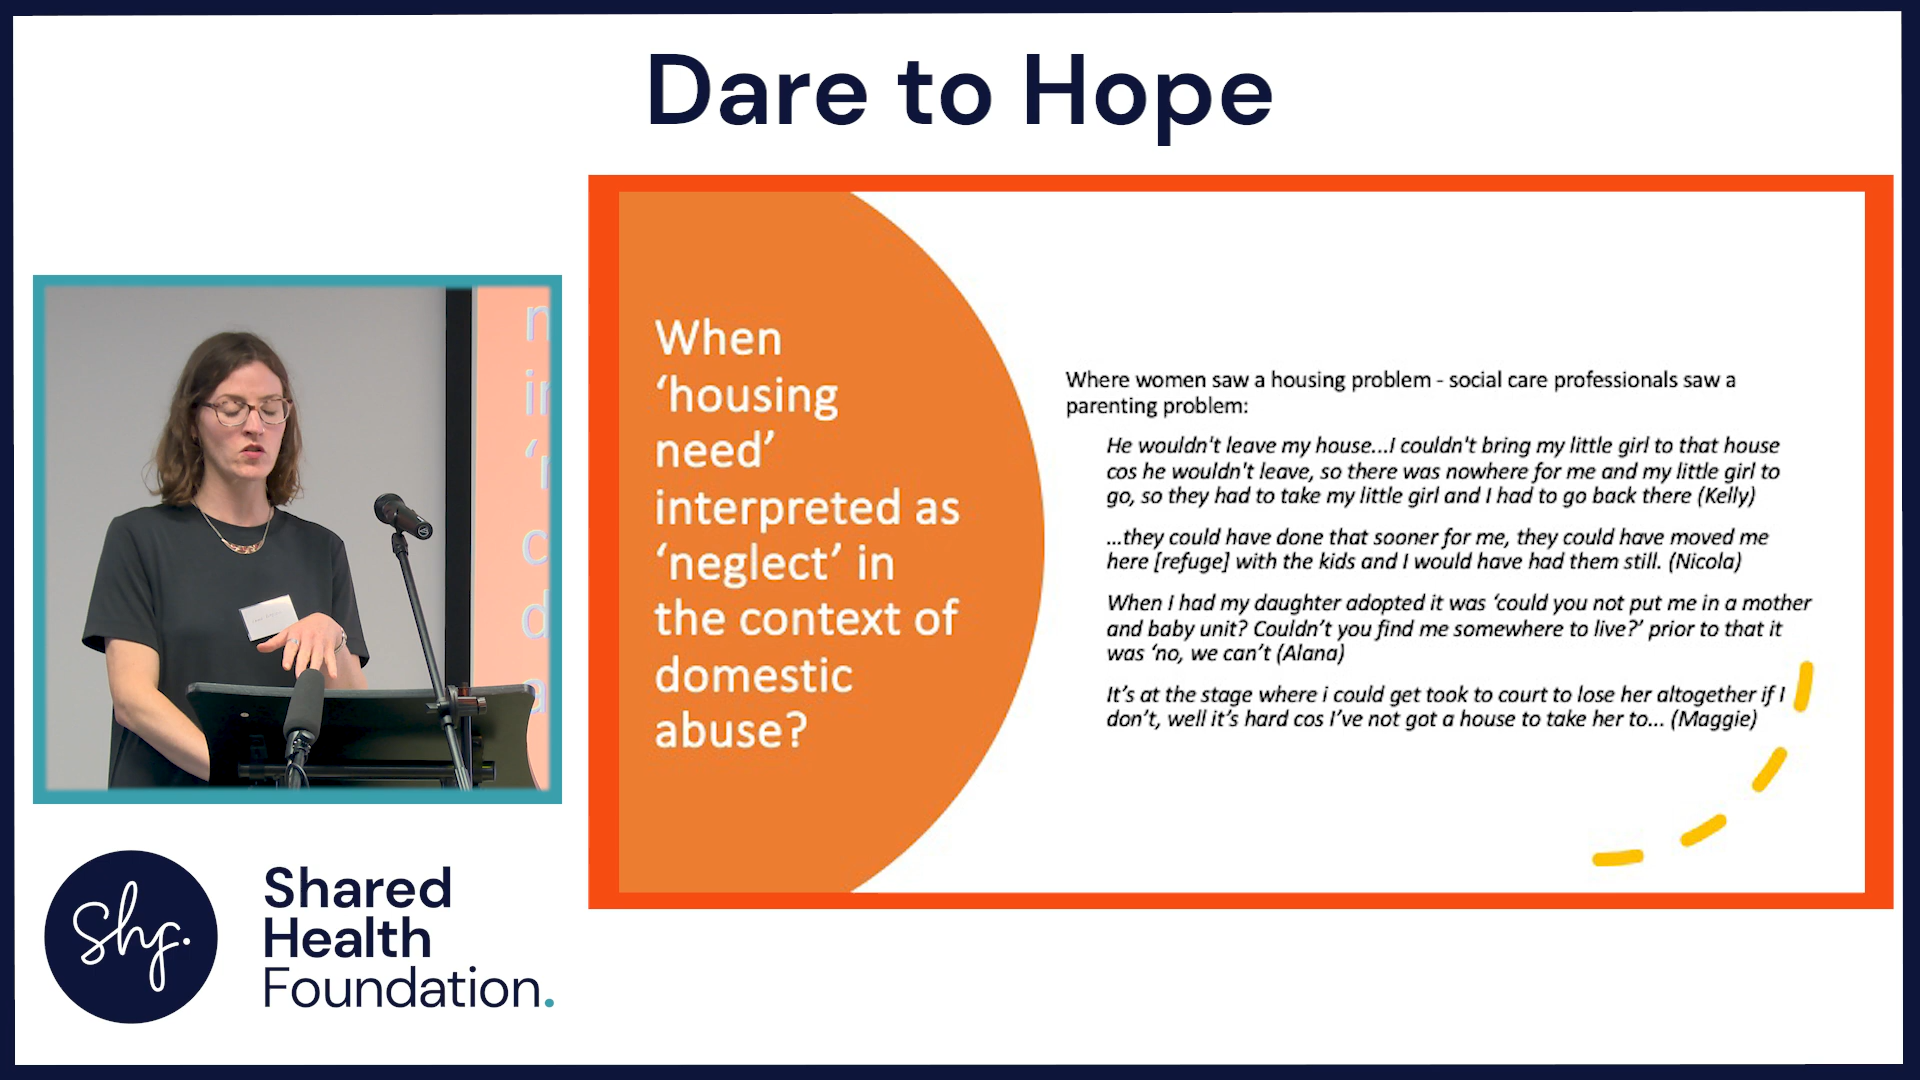 Dare to Hope
When
‘housing
need’
interpreted as
‘neglect’ in
the context of
domestic
abuse?
Where women saw a housing problem - social care professionals saw a
parenting problem:
He wouldn't leave my house...I couldn't bring my little girl to that house
cos he wouldn't leave, so there was nowhere for me and my little girl to
go, so they had to take my little girl and I had to go back there (Kelly)
...they could have done that sooner for me, they could have moved me
here [refuge] with the kids and I would have had them still. (Nicola)
When I had my daughter adopted it was ‘could you not put me in a mother
and baby unit? Couldn’t you find me somewhere to live?’ prior to that it
was ‘no, we can’t (Alana)
It’s at the stage where i could get took to court to lose her altogether if I
don’t, well it’s hard cos I’ve not got a house to take her to... (Maggie)
Shg.
Shared
Health
Foundation.